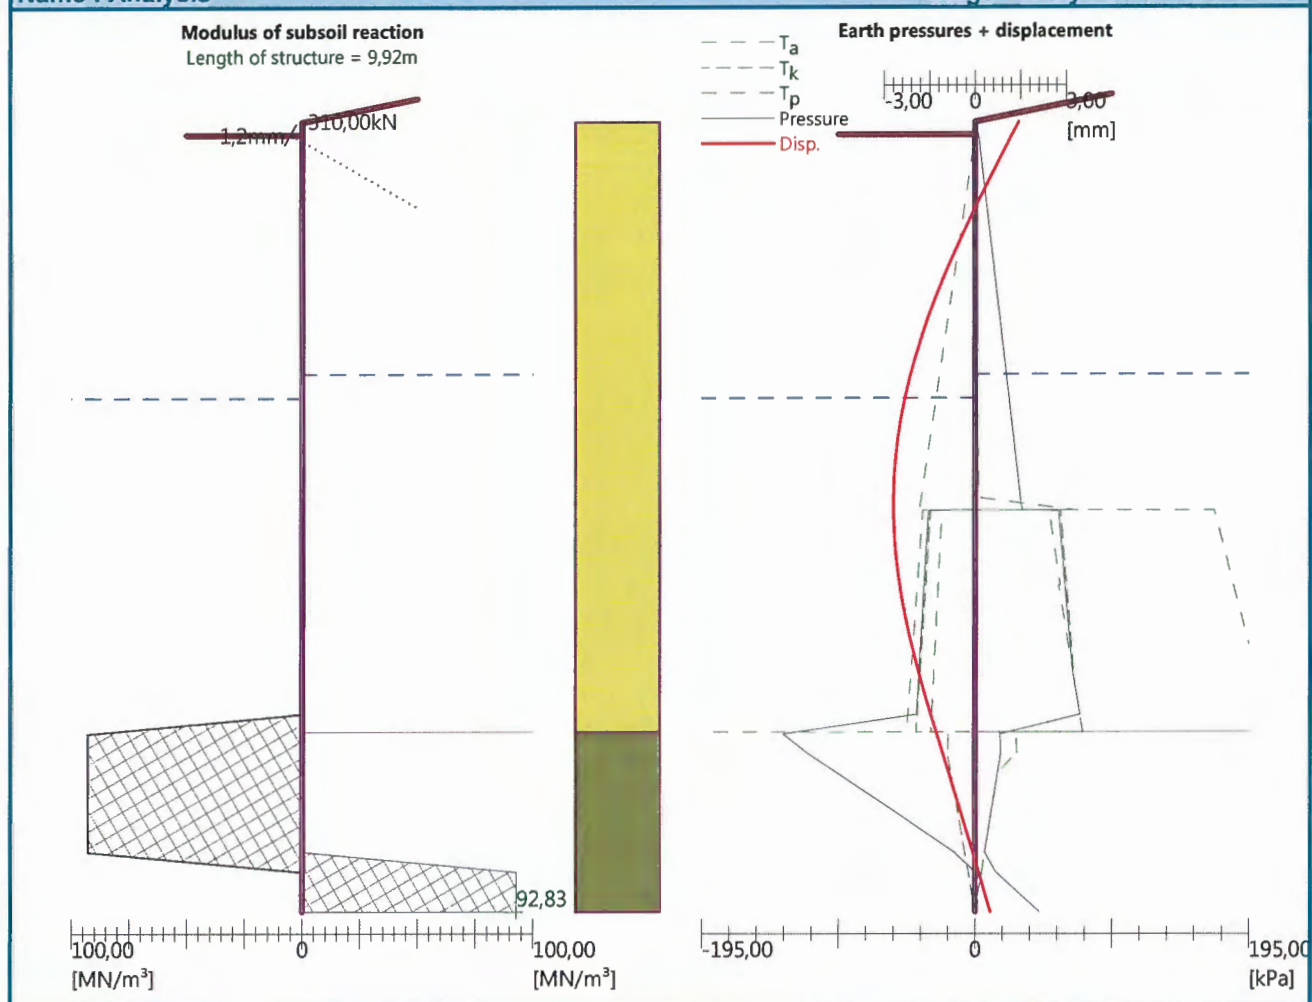 Modulus of subsoil reaction
Length of structure = 9,92m
310,00kN
1,2mm/
92,83
100,00
0
100,00
[MN/m³]
[MN/m³]
Earth pressures + displacement
Ta
Tk
Tp
Pressure
Disp.
-3,00
0
3,00
[mm]
-195,00
0
195,00
[kPa]